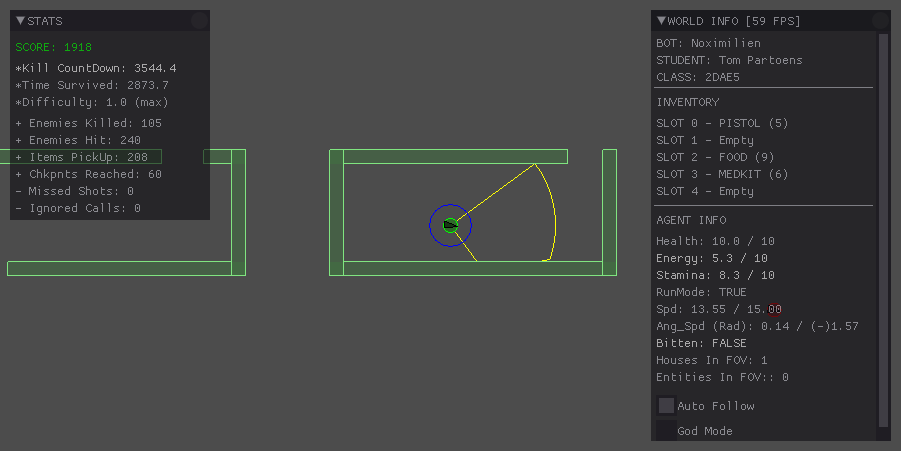 STATS
SCORE: 1918
*Kill CountDown: 3544.4
*Time Survived: 2873.7
*Difficulty: 1.0 (max)
+ Enemies Killed: 105
+ Enemies Hit: 240
+ Items PickUp: 208
+ Chkpnts Reached: 60
- Missed Shots: 0
- Ignored Calls: 0
WORLD INFO [59 FPS]
BOT: Noximilien
STUDENT: Tom Partoens
CLASS: 2DAE5
INVENTORY
SLOT 0 - PISTOL (5)
SLOT 1 - Empty
SLOT 2 - FOOD (9)
SLOT 3 - MEDKIT (6)
SLOT 4 - Empty
AGENT INFO
Health: 10.0 / 10
Energy: 5.3 / 10
Stamina: 8.3 / 10
RunMode: TRUE
Spd: 13.55 / 15.00
Ang_Spd (Rad): 0.14 / (-)1.57
Bitten: FALSE
Houses In FOV: 1
Entities In FOV:: 0
Auto Follow
God Mode